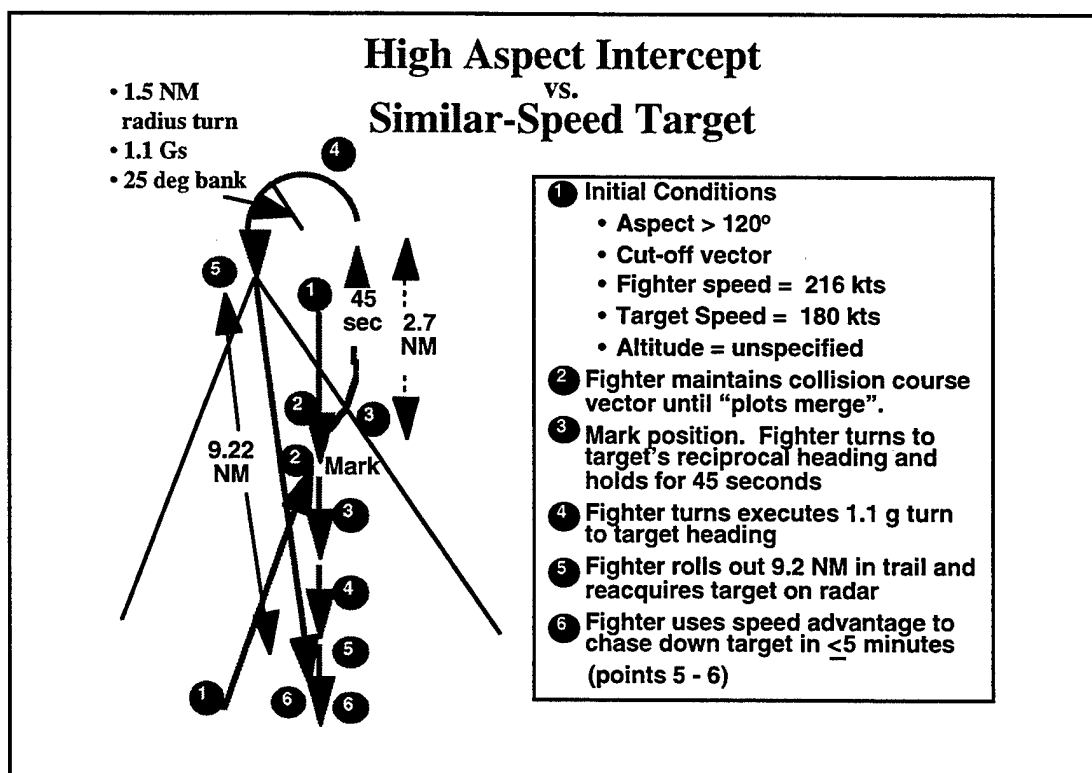 High Aspect Intercept
vs.
Similar-Speed Target
• 1.5 NM
radius turn
• 1.1 Gs
• 25 deg bank
4
5
1
45
sec
2.7
NM
2
3
9.22
NM
2
Mark
3
4
5
1
6
6
1 Initial Conditions
• Aspect > 120º
• Cut-off vector
• Fighter speed = 216 kts
• Target Speed = 180 kts
• Altitude = unspecified
2 Fighter maintains collision course
vector until “plots merge”.
3 Mark position. Fighter turns to
target's reciprocal heading and
holds for 45 seconds
4 Fighter turns executes 1.1 g turn
to target heading
5 Fighter rolls out 9.2 NM in trail and
reacquires target on radar
6 Fighter uses speed advantage to
chase down target in ≤5 minutes
(points 5 - 6)